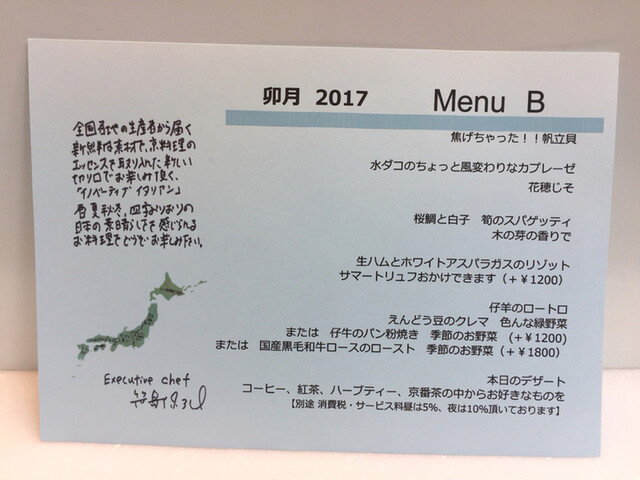 卯月 2017 Menu B
全国各地の生産者から届く
新鮮な素材で、京料理の
エッセンスを取り入れた新しい
切り口でお楽しみ頂く、
「イノベーティブイタリアン」
春夏秋冬、四季おりおりの
日本の素晴らしさを感じられる
お料理をどうぞお楽しみ下さい。
Executive chef
焦げちゃった！！帆立貝
水ダコのちょっと風変わりなカプレーゼ
花穂じそ
桜鯛と白子 筍のスパゲッティ
木の芽の香りで
生ハムとホワイトアスパラガスのリゾット
サマートリュフおかけできます（＋￥1200）
仔羊のロートロ
えんどう豆のクレマ 色んな緑野菜
または 仔牛のパン粉焼き 季節のお野菜 (＋￥1200)
または 国産黒毛和牛ロースのロースト 季節のお野菜（＋￥1800）
本日のデザート
コーヒー、紅茶、ハーブティー、京番茶の中からお好きなものを
【別途 消費税・サービス料昼は5%、夜は10%頂いております】